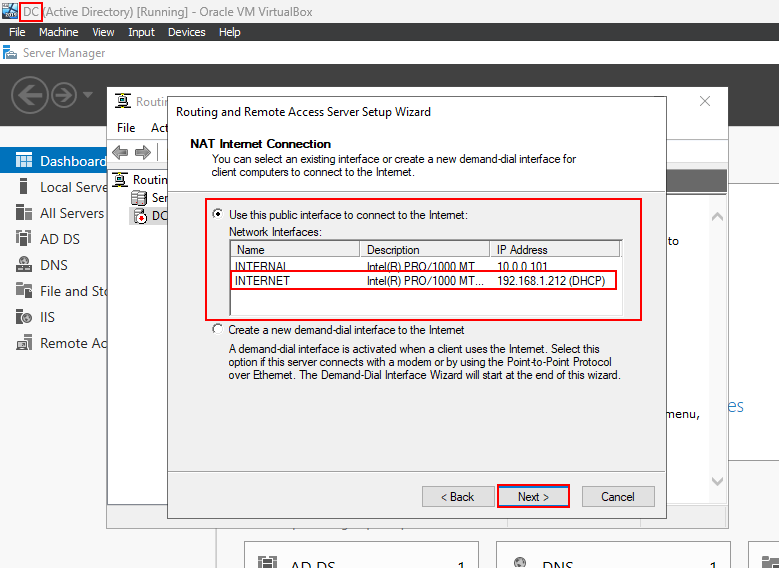 DC (Active Directory) [Running] - Oracle VM VirtualBox
File Machine View Input Devices Help
Server Manager
Routing and Remote Access Server Setup Wizard
File
NAT Internet Connection
You can select an existing interface or create a new demand-dial interface for
client computers to connect to the Internet.
Dashboard
Local Serve
All Servers
AD DS
DNS
File and Sto
IIS
Remote Ac
Routin
Ser
DC
Use this public interface to connect to the Internet:
Network Interfaces:
Name Description IP Address
INTERNAL Intel(R) PRO/1000 MT... 10.0.0.101
INTERNET Intel(R) PRO/1000 MT... 192.168.1.212 (DHCP)
to
Create a new demand-dial interface to the Internet
A demand-dial interface is activated when a client uses the Internet. Select this
option if this server connects with a modem or by using the Point-to-Point Protocol
over Ethernet. The Demand-Dial Interface Wizard will start at the end of this wizard.
es
menu,
< Back Next > Cancel
AD DS 1
DNS 1